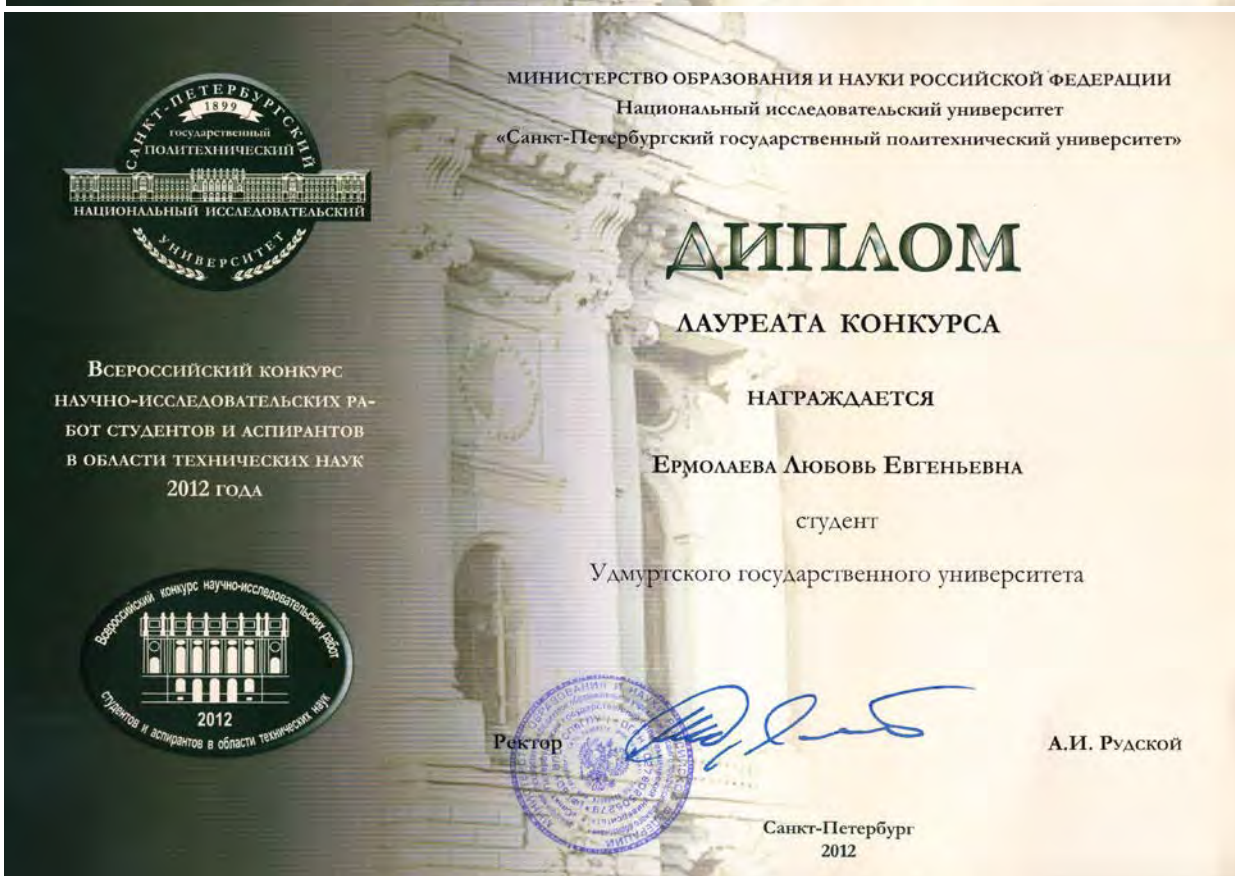 САНКТ-ПЕТЕРБУРГСКИЙ
1899
государственный
ПОЛИТЕХНИЧЕСКИЙ
НАЦИОНАЛЬНЫЙ ИССЛЕДОВАТЕЛЬСКИЙ
УНИВЕРСИТЕТ
Всероссийский конкурс
научно-исследовательских ра-
бот студентов и аспирантов
в области технических наук
2012 года
Всероссийский конкурс научно-исследовательских работ
2012
студентов и аспирантов в области технических наук
МИНИСТЕРСТВО ОБРАЗОВАНИЯ И НАУКИ РОССИЙСКОЙ ФЕДЕРАЦИИ
Национальный исследовательский университет
«Санкт-Петербургский государственный политехнический университет»
ДИПЛОМ
ЛАУРЕАТА КОНКУРСА
НАГРАЖДАЕТСЯ
Ермолаева Любовь Евгеньевна
студент
Удмуртского государственного университета
Ректор
А.И. Рудской
Санкт-Петербург
2012